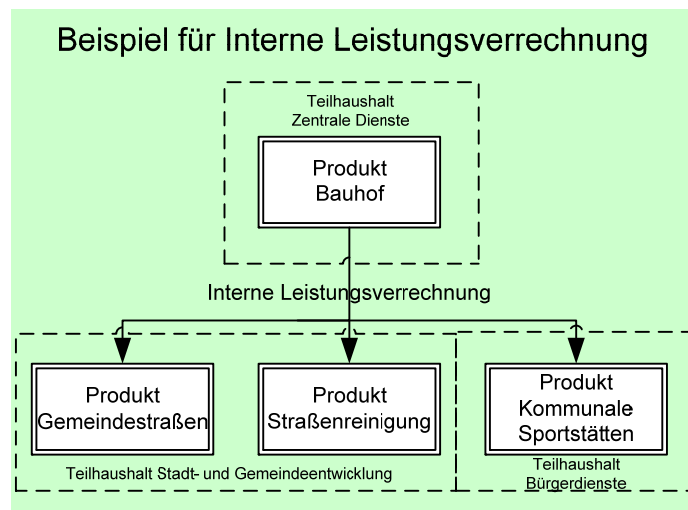 Beispiel für Interne Leistungsverrechnung
Teilhaushalt
Zentrale Dienste
Produkt
Bauhof
Interne Leistungsverrechnung
Produkt
Gemeindestraßen
Produkt
Straßenreinigung
Produkt
Kommunale
Sportstätten
Teilhaushalt Stadt- und Gemeindeentwicklung
Teilhaushalt
Bürgerdienste